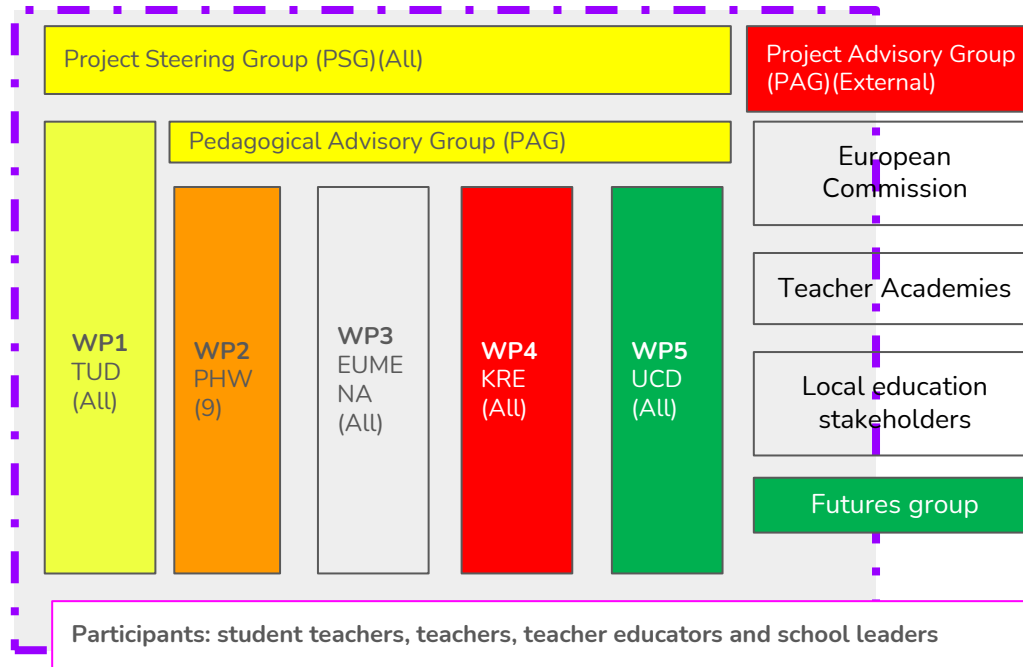 Project Steering Group (PSG)(All)
Project Advisory Group
(PAG)(External)
Pedagogical Advisory Group (PAG)
European
Commission
Teacher Academies
WP1
TUD
(All)
WP2
PHW
(9)
WP3
EUME
NA
(All)
WP4
KRE
(All)
WP5
UCD
(All)
Local education
stakeholders
Futures group
Participants: student teachers, teachers, teacher educators and school leaders